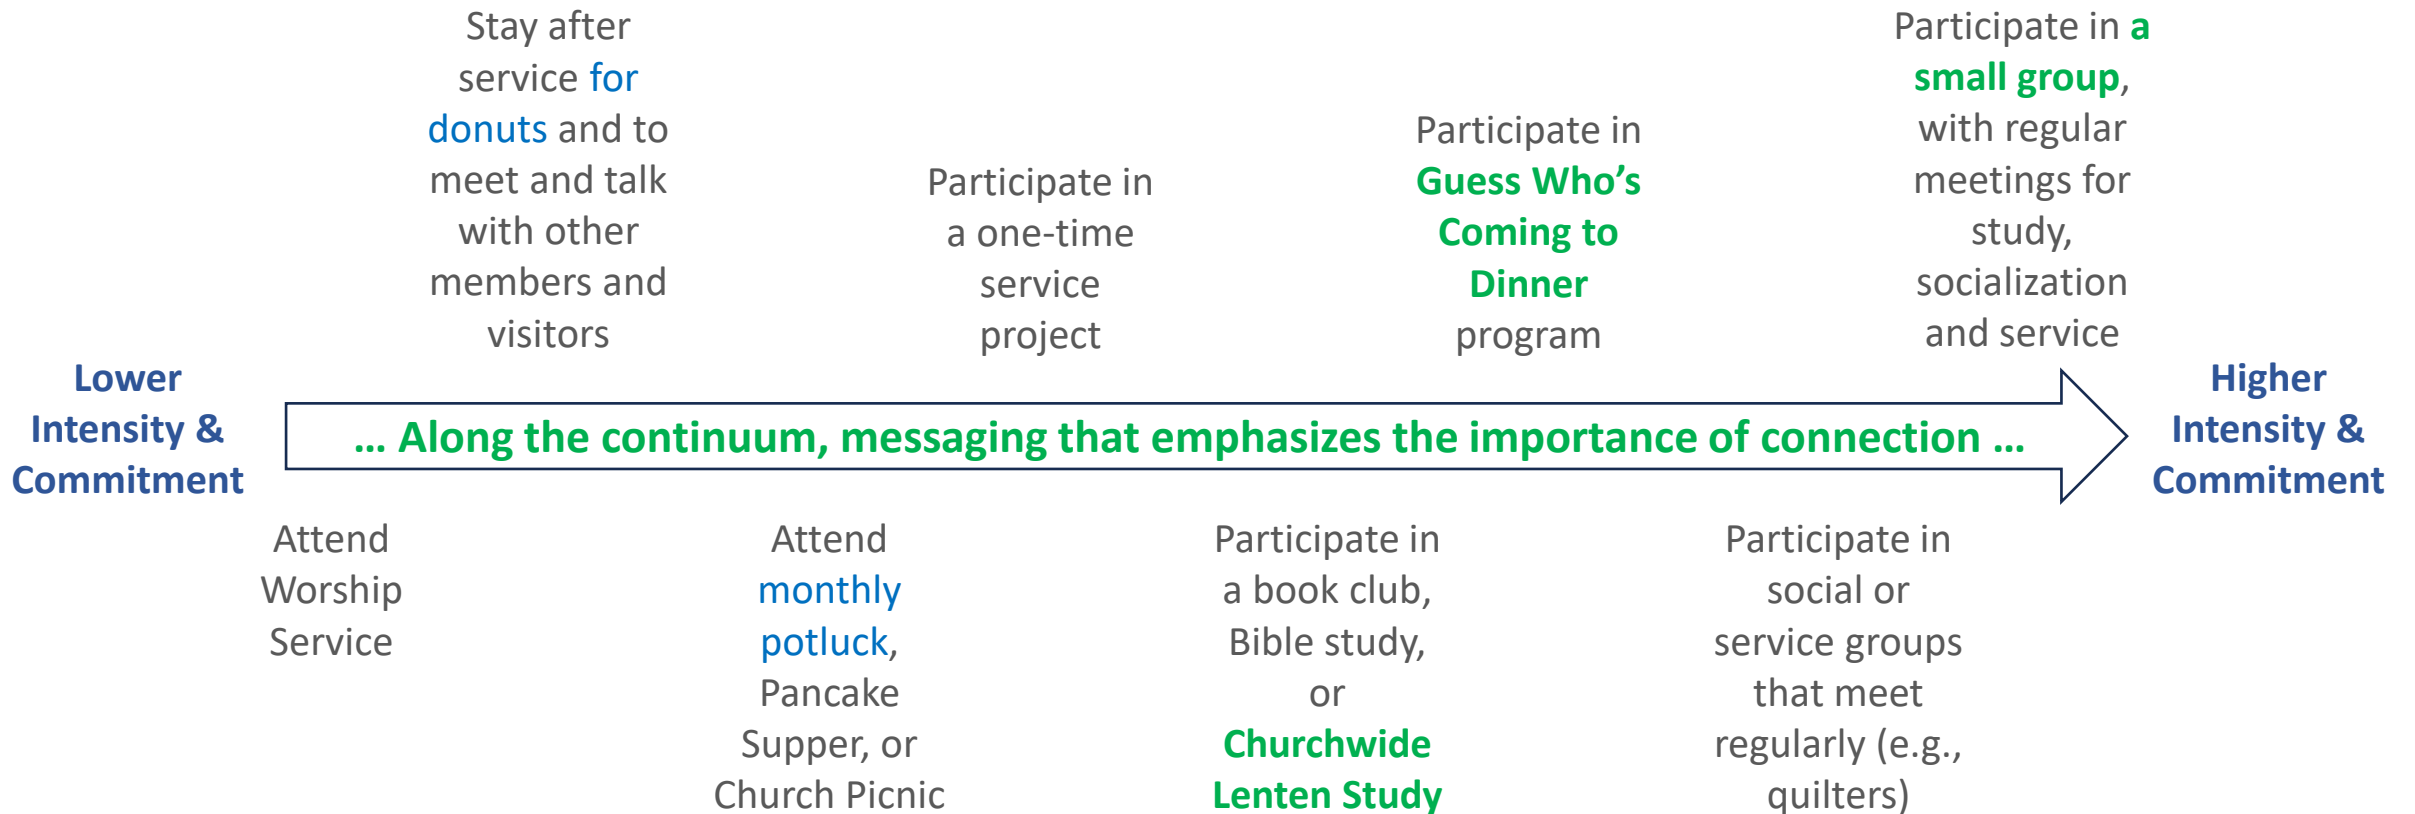 Stay after
service for
donuts and to
meet and talk
with other
members and
visitors
Participate in
a one-time
service
project
Participate in
Guess Who’s
Coming to
Dinner
program
Participate in a
small group,
with regular
meetings for
study,
socialization
and service
Lower
Intensity &
Commitment
... Along the continuum, messaging that emphasizes the importance of connection ...
Higher
Intensity &
Commitment
Attend
Worship
Service
Attend
monthly
potluck,
Pancake
Supper, or
Church Picnic
Participate in
a book club,
Bible study,
or
Churchwide
Lenten Study
Participate in
social or
service groups
that meet
regularly (e.g.,
quilters)